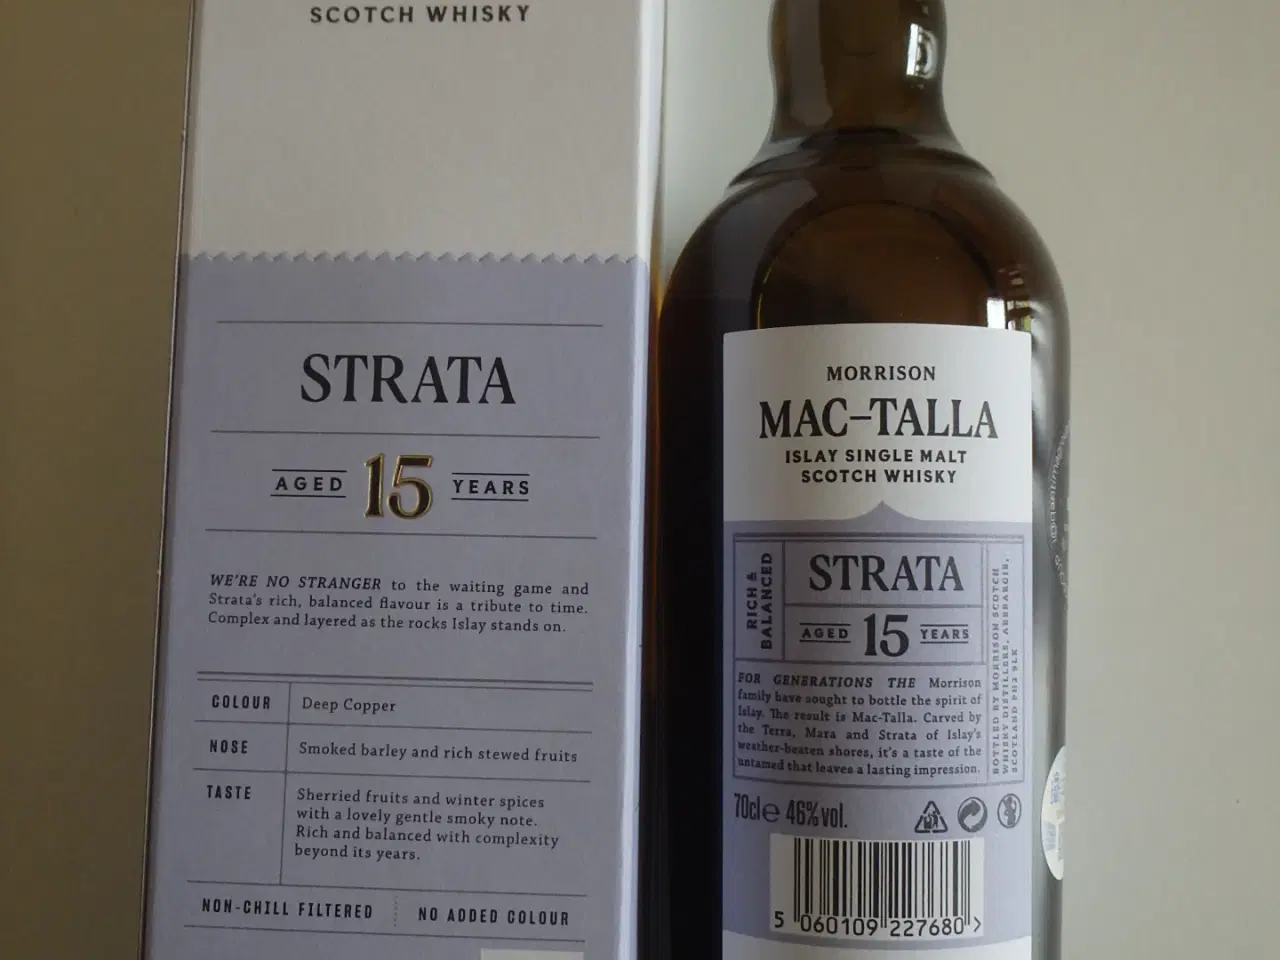 SCOTCH WHISKY
STRATA
AGED 15 YEARS
WE'RE NO STRANGER to the waiting game and
Strata's rich, balanced flavour is a tribute to time.
Complex and layered as the rocks Islay stands on.
COLOUR Deep Copper
NOSE Smoked barley and rich stewed fruits
TASTE Sherried fruits and winter spices
with a lovely gentle smoky note.
Rich and balanced with complexity
beyond its years.
NON-CHILL FILTERED NO ADDED COLOUR
MORRISON
MAC-TALLA
ISLAY SINGLE MALT
SCOTCH WHISKY
RICH &
BALANCED
STRATA
AGED 15 YEARS
FOR GENERATIONS THE Morrison
family have sought to bottle the spirit of
Islay. The result is Mac-Talla. Carved by
the Terra, Mara and Strata of Islay's
weather-beaten shores, it's a taste of the
untamed that leaves a lasting impression.
BOTTLED BY MORRISON SCOTCH
WHISKY DISTILLERS, ABERARGIE,
SCOTLAND PH2 9LX
70cl e 46% vol.
5 060109 227680 >